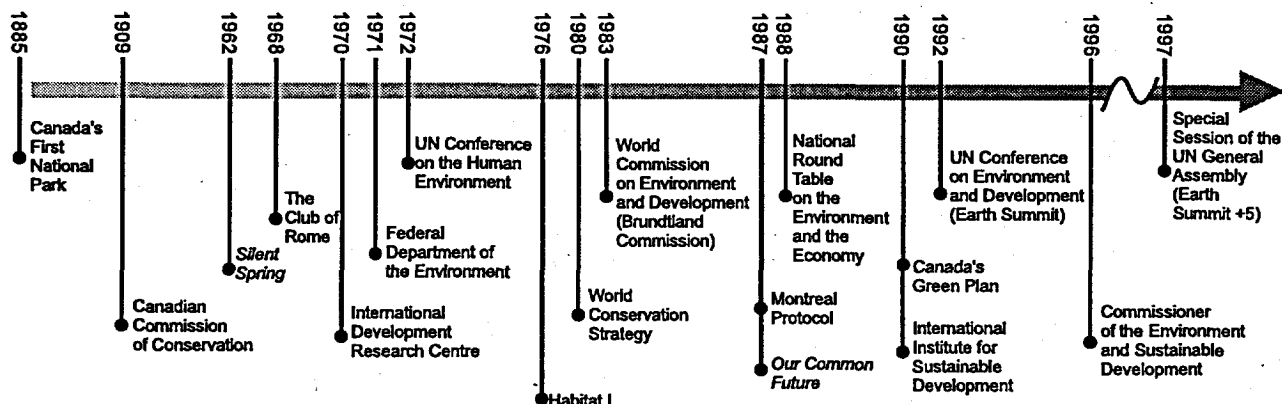 1885
1909
1962
1968
1970
1971
1972
1976
1980
1983
1987
1988
1990
1992
1996
1997
Canada's
First
National
Park
Canadian
Commission
of Conservation
Silent
Spring
The
Club of
Rome
International
Development
Research Centre
Federal
Department of
the Environment
UN Conference
on the Human
Environment
Habitat I
World
Conservation
Strategy
World
Commission
on Environment
and Development
(Brundtland
Commission)
Montreal
Protocol
Our Common
Future
National
Round
Table
on the
Environment
and the
Economy
Canada's
Green Plan
International
Institute for
Sustainable
Development
UN Conference
on Environment
and Development
(Earth Summit)
Commissioner
of the Environment
and Sustainable
Development
Special
Session of the
UN General
Assembly
(Earth
Summit +5)